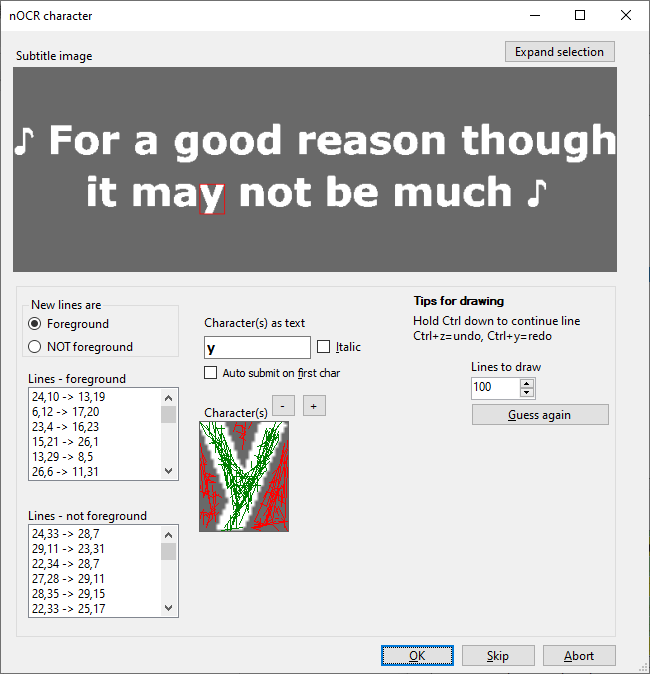 nOCR character
Subtitle image
Expand selection
♪ For a good reason though
it may not be much ♪
New lines are
Foreground
NOT foreground
Lines - foreground
24,10 -> 13,19
6,12 -> 17,20
23,4 -> 16,23
15,21 -> 26,1
13,29 -> 8,5
26,6 -> 11,31
Lines - not foreground
24,33 -> 28,7
29,11 -> 23,31
22,34 -> 28,7
27,28 -> 29,11
28,35 -> 29,15
22,33 -> 25,17
Character(s) as text
y
Italic
Auto submit on first char
Character(s)
-
+
Tips for drawing
Hold Ctrl down to continue line
Ctrl+z=undo, Ctrl+y=redo
Lines to draw
100
Guess again
OK
Skip
Abort